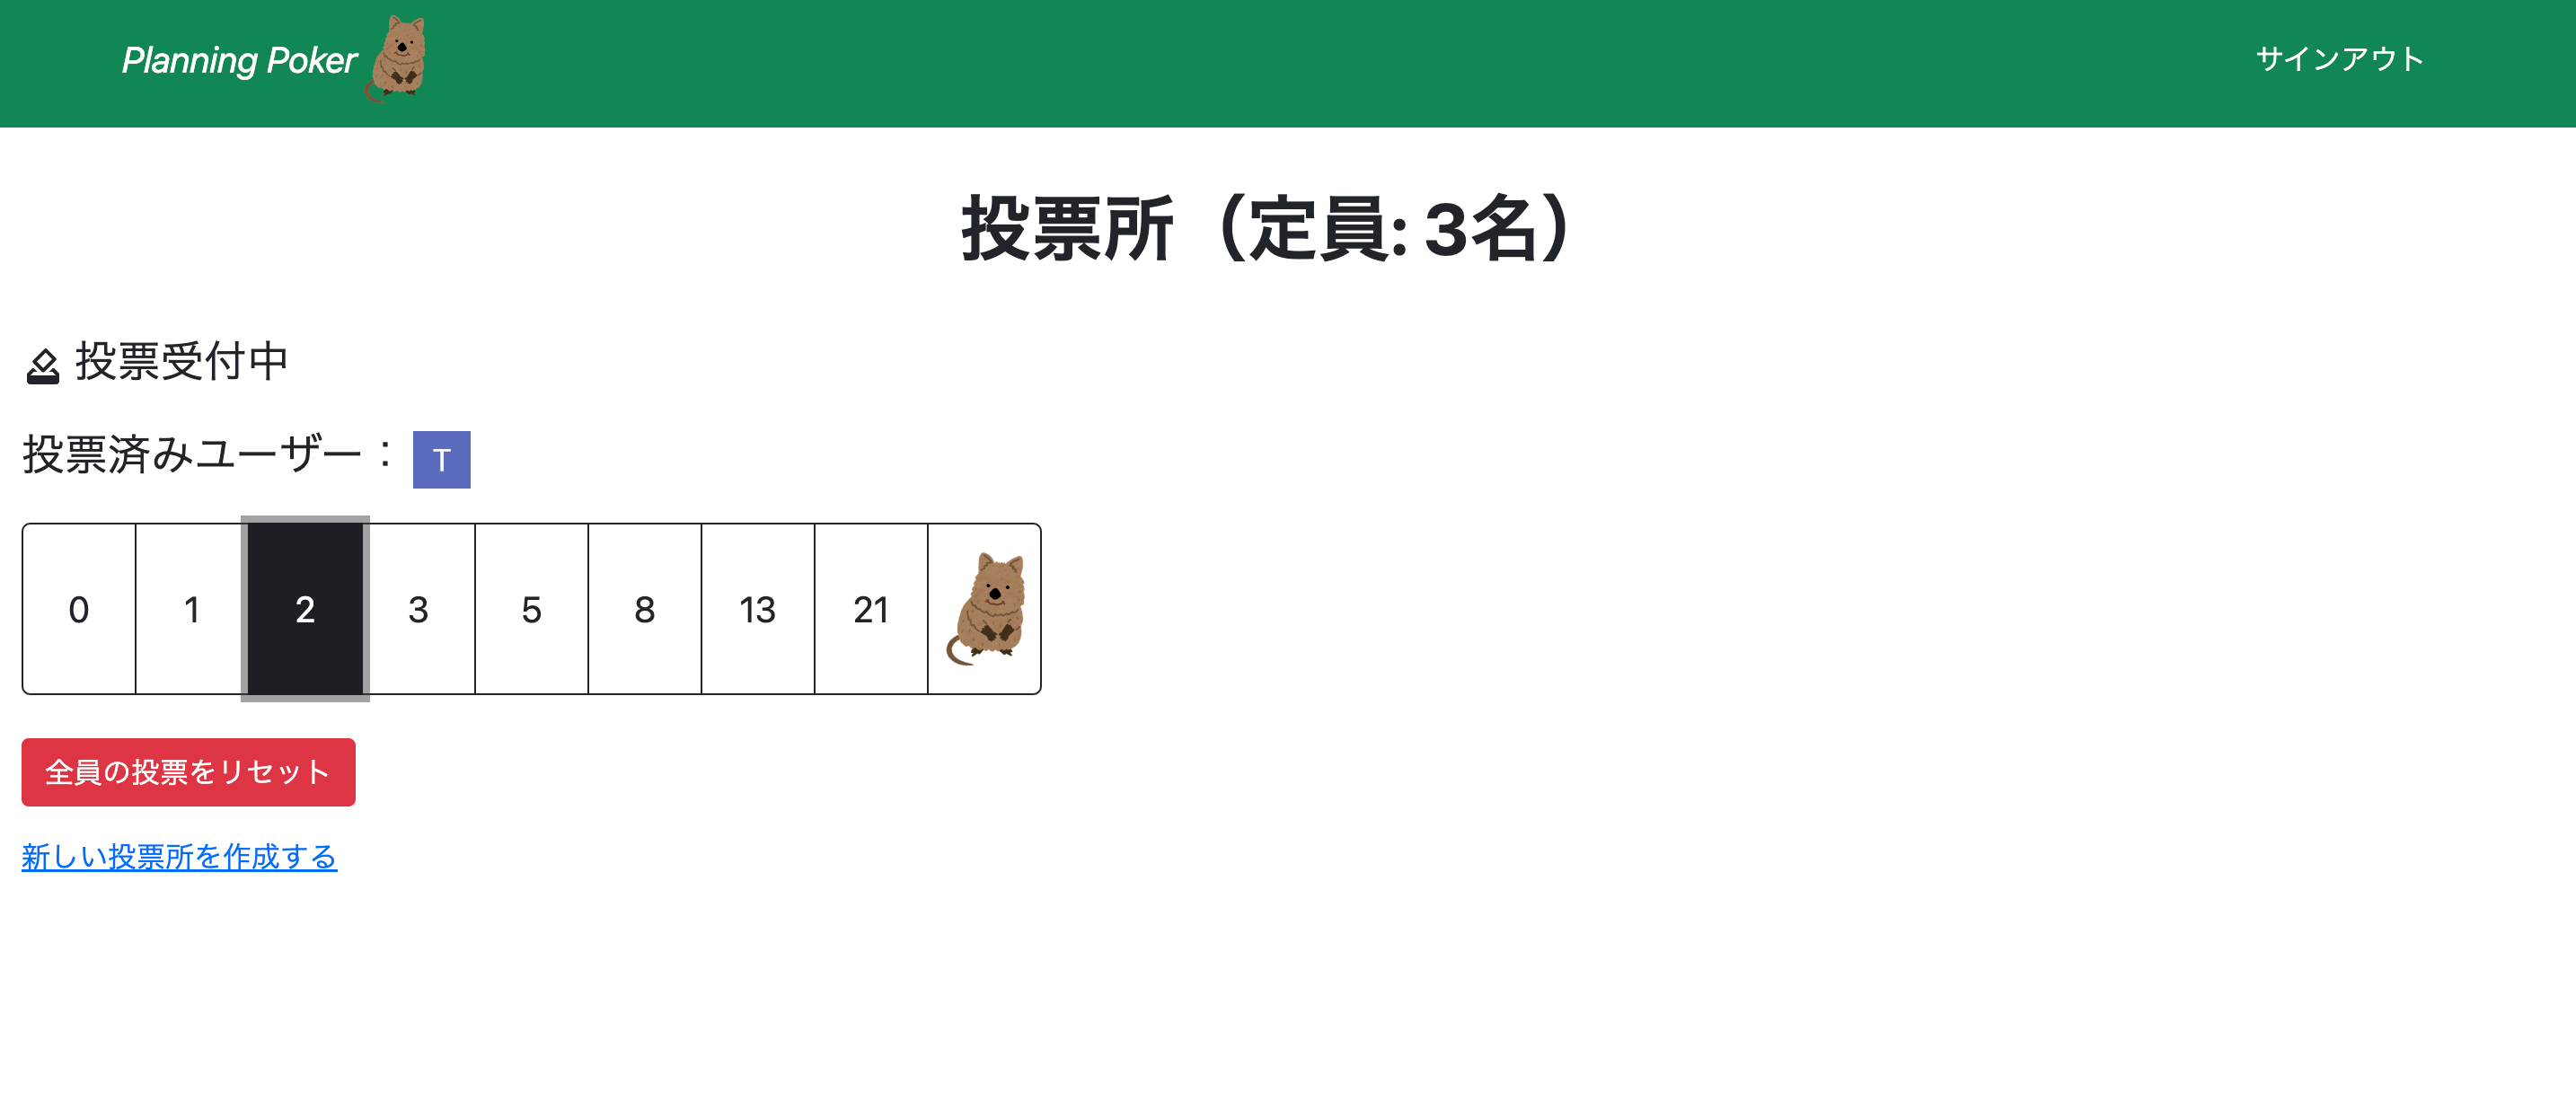 Planning Poker
サインアウト
投票所（定員: 3名）
投票受付中
投票済みユーザー： T
0 1 2 3 5 8 13 21
全員の投票をリセット
新しい投票所を作成する